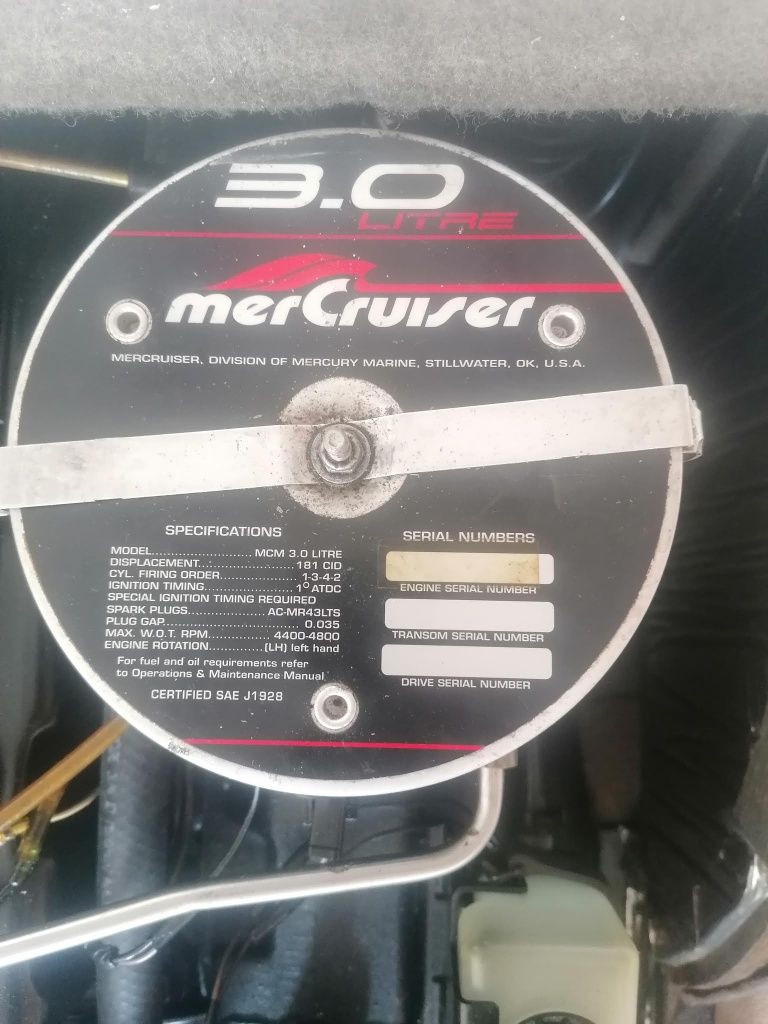 3.0
LITRE
merCruiser
MERCRUISER, DIVISION OF MERCURY MARINE, STILLWATER, OK, U.S.A.
SPECIFICATIONS
MODEL........................MCM 3.0 LITRE
DISPLACEMENT.......................181 CID
CYL. FIRING ORDER..................1-3-4-2
IGNITION TIMING.....................1° ATDC
SPECIAL IGNITION TIMING REQUIRED
SPARK PLUGS...................AC-MR43LTS
PLUG GAP..............................0.035
MAX. W.O.T. RPM...............4400-4800
ENGINE ROTATION.............(LH) left hand
For fuel and oil requirements refer
to Operations & Maintenance Manual
CERTIFIED SAE J1928
SERIAL NUMBERS
ENGINE SERIAL NUMBER
TRANSOM SERIAL NUMBER
DRIVE SERIAL NUMBER